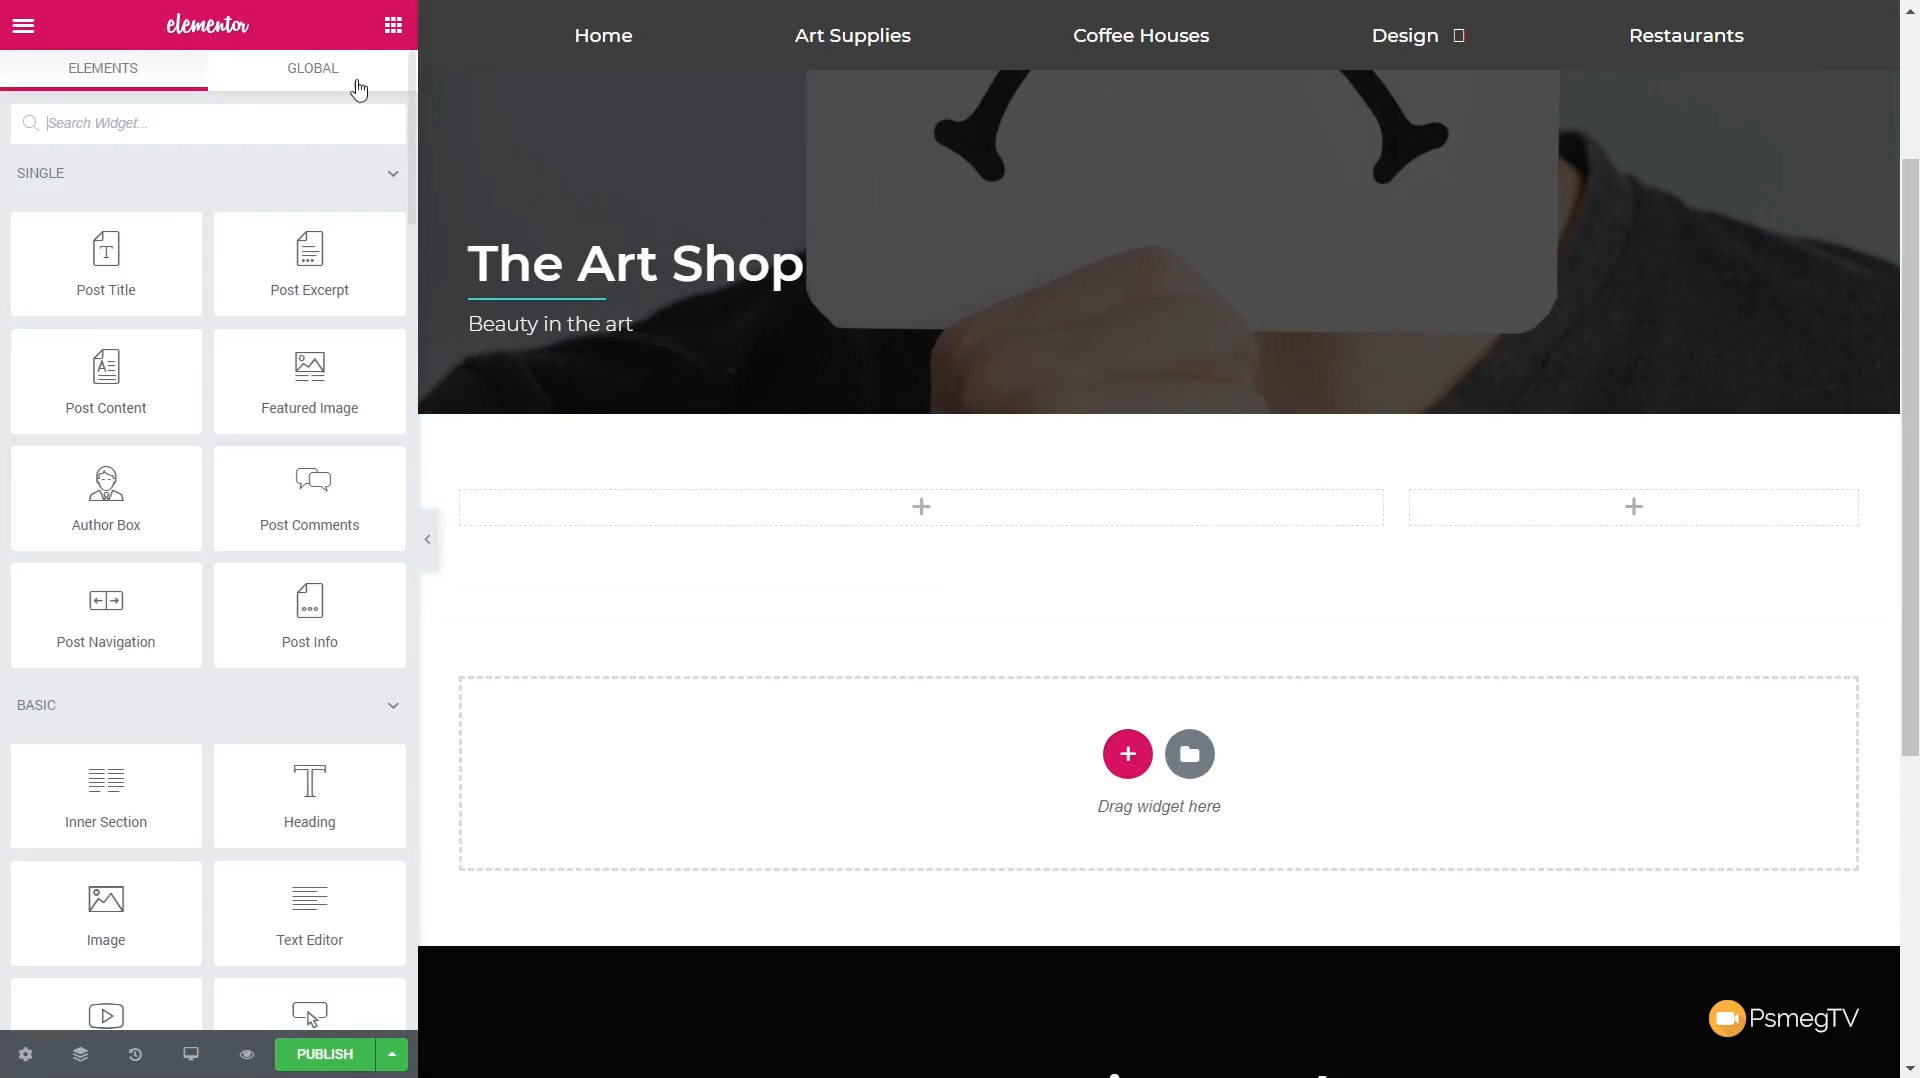 elementor
Home
Art Supplies
Coffee Houses
Design
Restaurants
ELEMENTS
GLOBAL
Search Widget...
SINGLE
Post Title
Post Excerpt
Post Content
Featured Image
Author Box
Post Comments
Post Navigation
Post Info
BASIC
Inner Section
Heading
Image
Text Editor
PUBLISH
The Art Shop
Beauty in the art
Drag widget here
PsmegTV